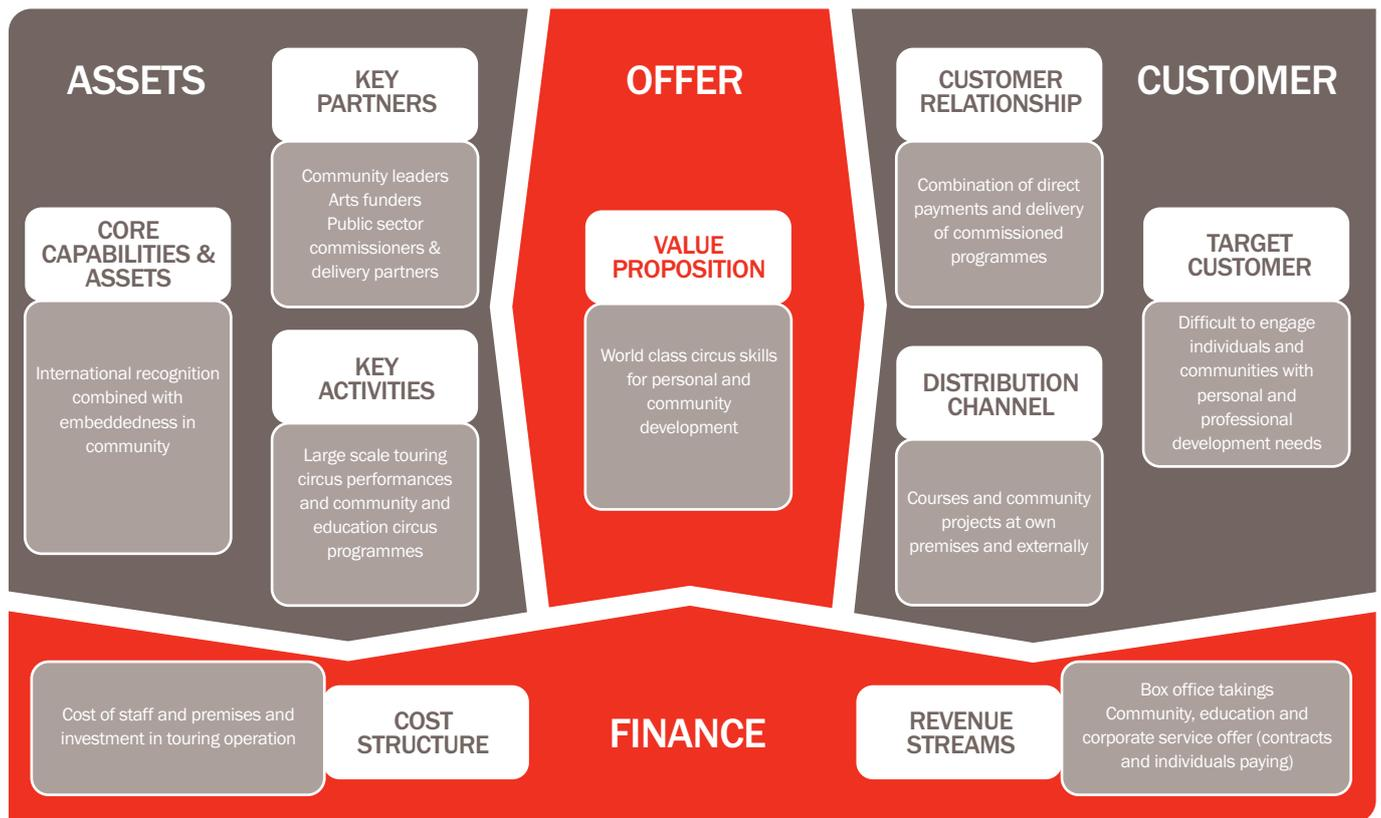 ASSETS
CORE
CAPABILITIES &
ASSETS
International recognition
combined with
embeddedness in
community
KEY
PARTNERS
Community leaders
Arts funders
Public sector
commissioners &
delivery partners
KEY
ACTIVITIES
Large scale touring
circus performances
and community and
education circus
programmes
OFFER
VALUE
PROPOSITION
World class circus skills
for personal and
community
development
CUSTOMER
RELATIONSHIP
Combination of direct
payments and delivery
of commissioned
programmes
DISTRIBUTION
CHANNEL
Courses and community
projects at own
premises and externally
CUSTOMER
TARGET
CUSTOMER
Difficult to engage
individuals and
communities with
personal and
professional
development needs
Cost of staff and premises and
investment in touring operation
COST
STRUCTURE
FINANCE
REVENUE
STREAMS
Box office takings
Community, education and
corporate service offer (contracts
and individuals paying)